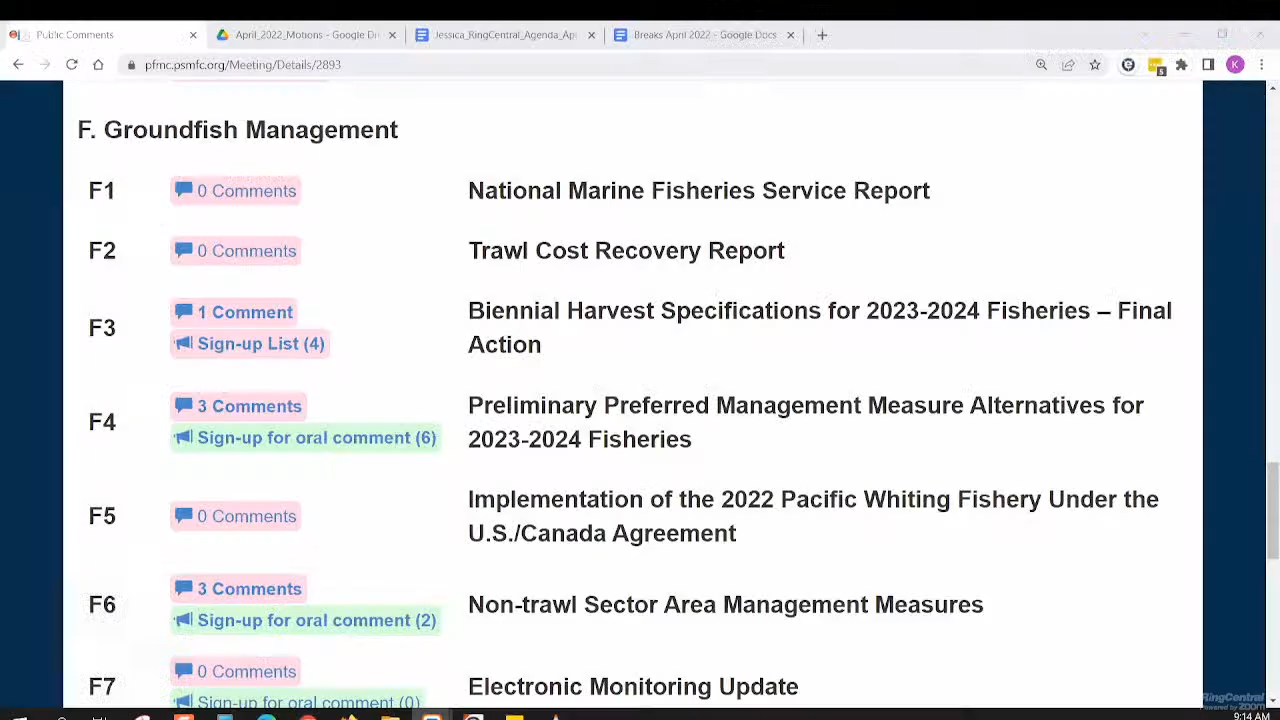 Public Comments
April_2022_Motions - Google Dri
Jessica_RingCentral_Agenda_Ap
Breaks April 2022 - Google Docs
pfmc.psmfc.org/Meeting/Details/2893
5
K
F. Groundfish Management
F1
0 Comments
National Marine Fisheries Service Report
F2
0 Comments
Trawl Cost Recovery Report
F3
1 Comment
Sign-up List (4)
Biennial Harvest Specifications for 2023-2024 Fisheries – Final
Action
F4
3 Comments
Sign-up for oral comment (6)
Preliminary Preferred Management Measure Alternatives for
2023-2024 Fisheries
F5
0 Comments
Implementation of the 2022 Pacific Whiting Fishery Under the
U.S./Canada Agreement
F6
3 Comments
Sign-up for oral comment (2)
Non-trawl Sector Area Management Measures
F7
0 Comments
Sign-up for oral comment (0)
Electronic Monitoring Update
RingCentral
Powered by zoom
9:14 AM